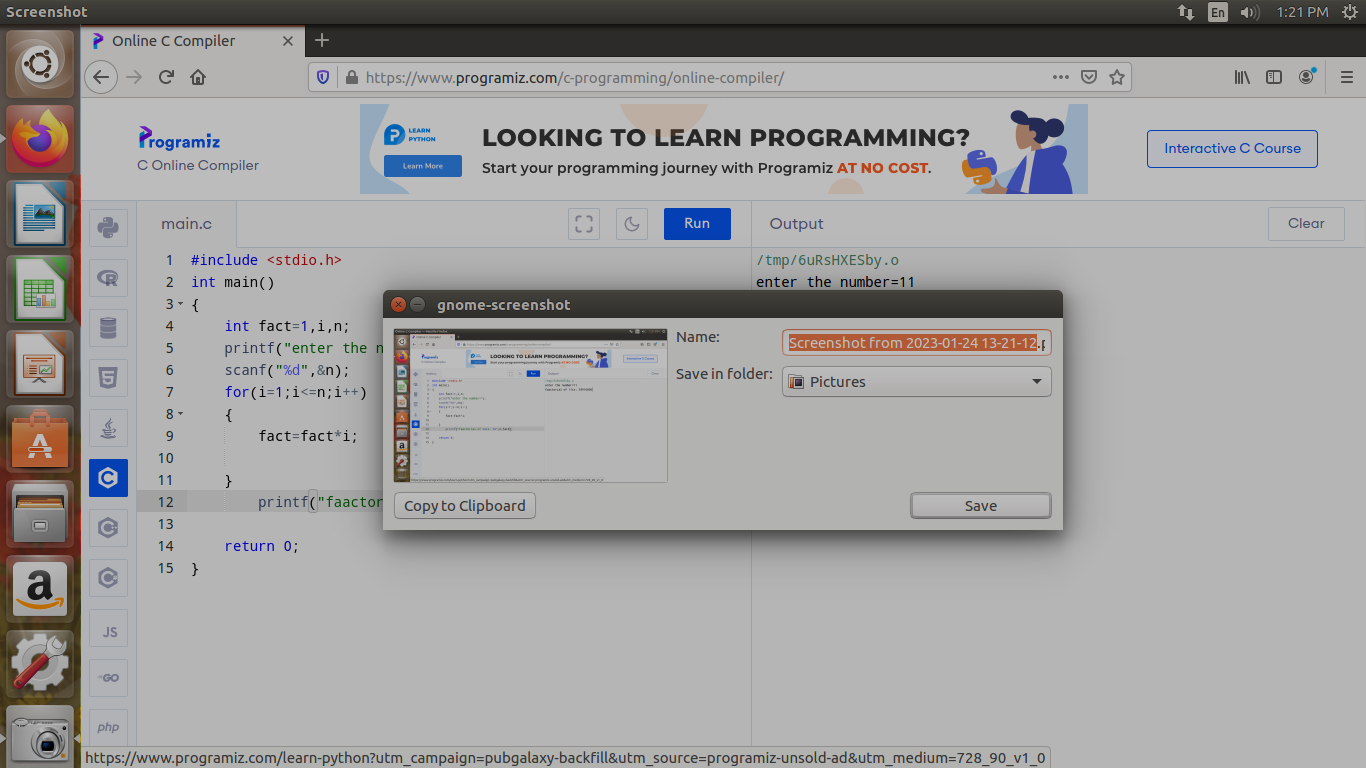 Screenshot
En
1:21 PM
Online C Compiler
https://www.programiz.com/c-programming/online-compiler/
Programiz
C Online Compiler
LEARN
PYTHON
Learn More
LOOKING TO LEARN PROGRAMMING?
Start your programming journey with Programiz AT NO COST.
Interactive C Course
main.c
Run
Output
Clear
1 #include <stdio.h>
2 int main()
3 {
4 int fact=1,i,n;
5 printf("enter the n
6 scanf("%d",&n);
7 for(i=1;i<=n;i++)
8 {
9 fact=fact*i;
10
11 }
12 printf("faactor
13
14 return 0;
15 }
/tmp/6uRsHXESby.o
enter the number=11
gnome-screenshot
Name:
Screenshot from 2023-01-24 13-21-12.p
Save in folder:
Pictures
Copy to Clipboard
Save
JS
GO
php
https://www.programiz.com/learn-python?utm_campaign=pubgalaxy-backfill&utm_source=programiz-unsold-ad&utm_medium=728_90_v1_0